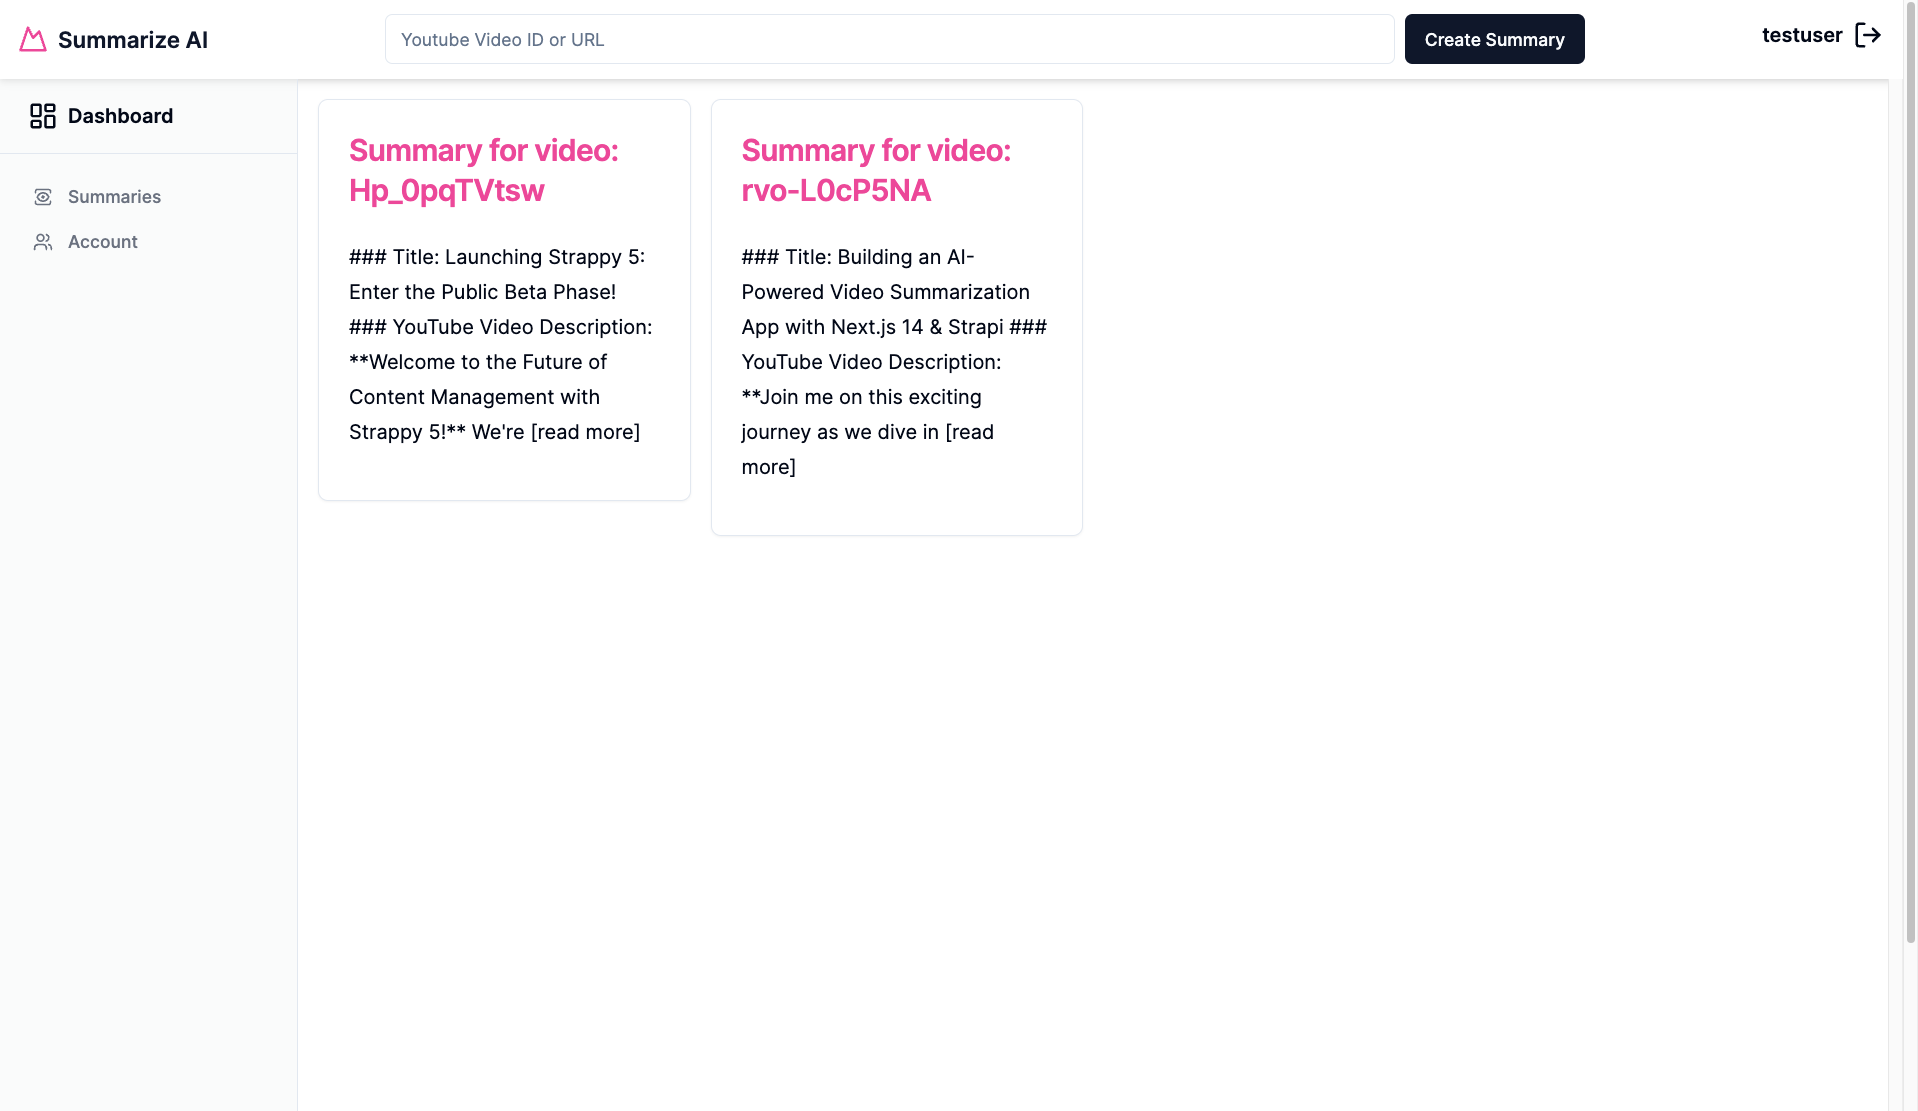 Summarize AI
Youtube Video ID or URL
Create Summary
testuser
Dashboard
Summaries
Account
Summary for video:
Hp_0pqTVtsw
### Title: Launching Strappy 5:
Enter the Public Beta Phase!
### YouTube Video Description:
**Welcome to the Future of
Content Management with
Strappy 5!** We're [read more]
Summary for video:
rvo-L0cP5NA
### Title: Building an AI-
Powered Video Summarization
App with Next.js 14 & Strapi ###
YouTube Video Description:
**Join me on this exciting
journey as we dive in [read
more]